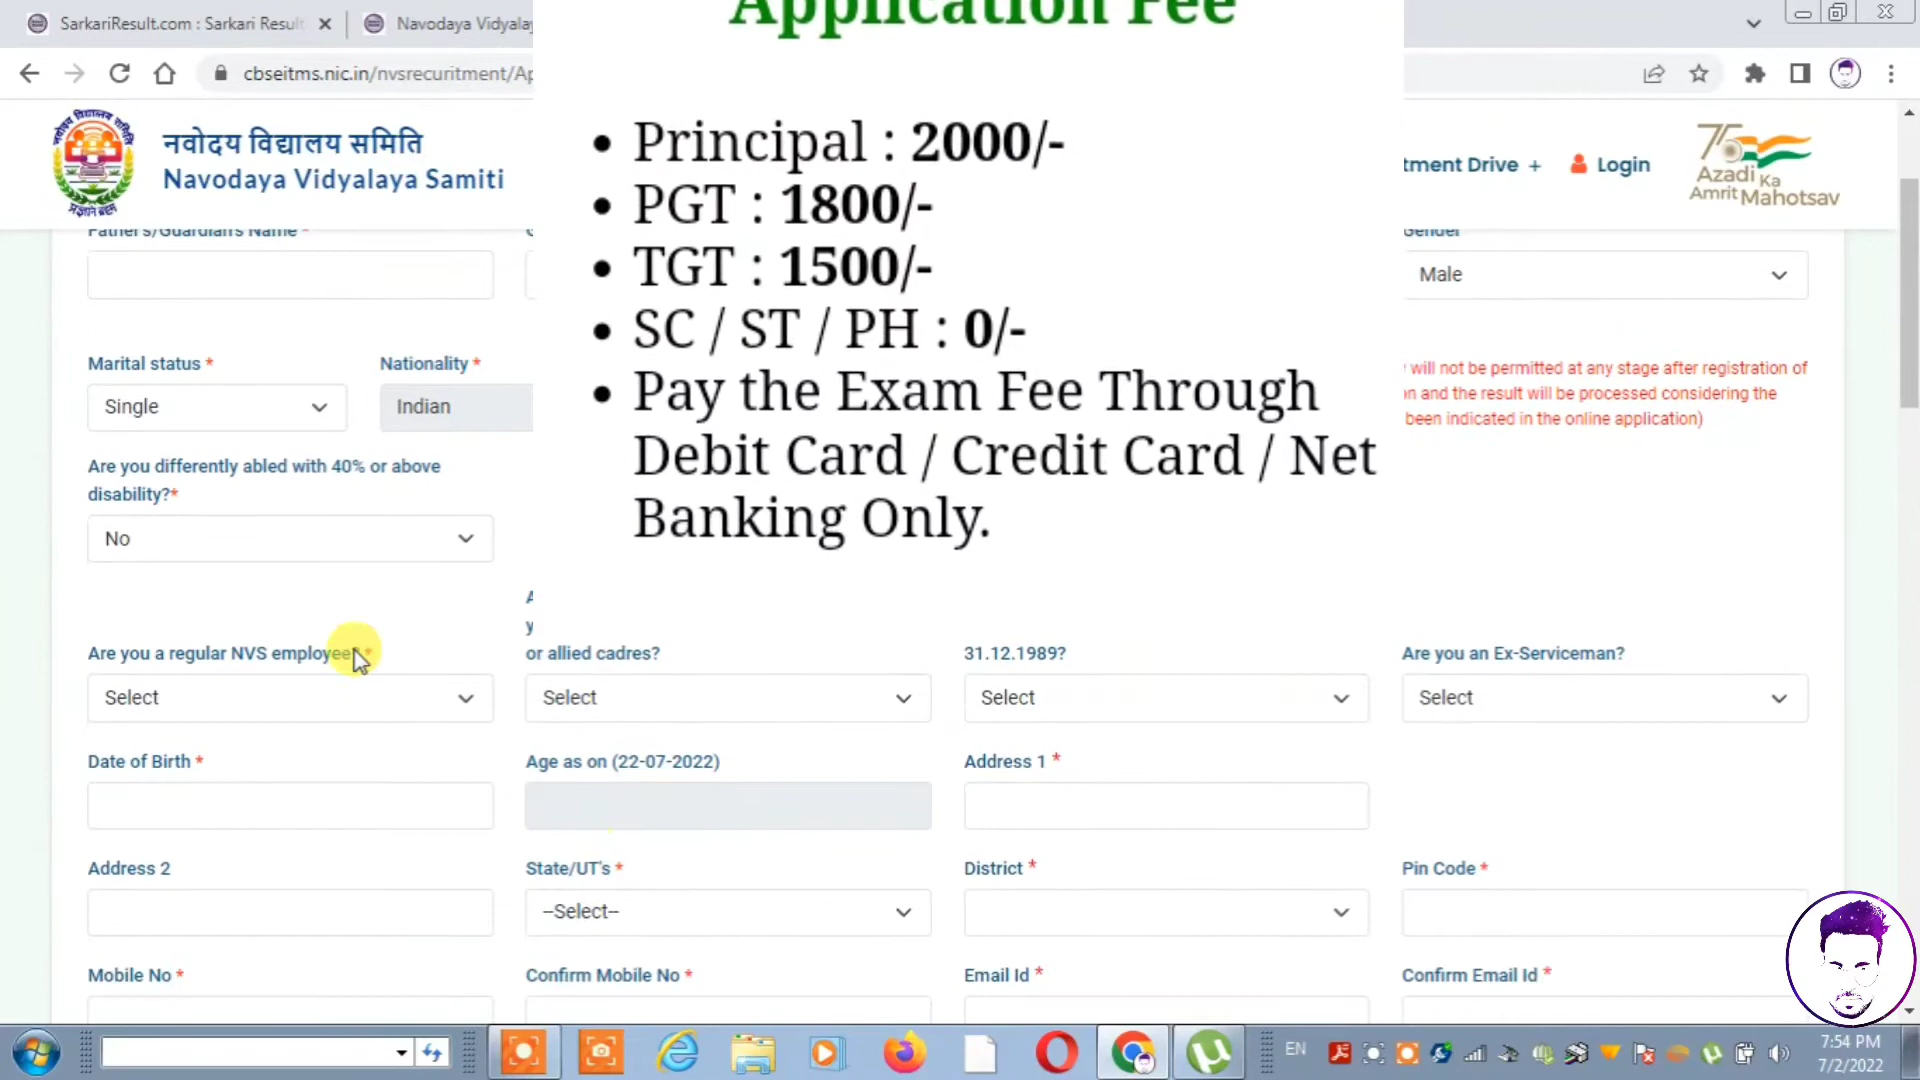 SarkariResult.com : Sarkari Result
Navodaya Vidyalay
Application Fee
cbseitms.nic.in/nvsrecuritment/Ap
नवोदय विद्यालय समिति
Navodaya Vidyalaya Samiti
tment Drive +
Login
75
Azadi Ka
Amrit Mahotsav
Principal : 2000/-
PGT : 1800/-
TGT : 1500/-
SC / ST / PH : 0/-
Pay the Exam Fee Through
Debit Card / Credit Card / Net
Banking Only.
Father's/Guardian's Name *
Gender
Male
Marital status *
Nationality *
Single
Indian
will not be permitted at any stage after registration of
on and the result will be processed considering the
been indicated in the online application)
Are you differently abled with 40% or above
disability?*
No
Are you a regular NVS employee? *
or allied cadres?
31.12.1989?
Are you an Ex-Serviceman?
Select
Select
Select
Select
Date of Birth *
Age as on (22-07-2022)
Address 1 *
Address 2
State/UT's *
District *
Pin Code *
--Select--
Mobile No *
Confirm Mobile No *
Email Id *
Confirm Email Id *
EN
7:54 PM
7/2/2022